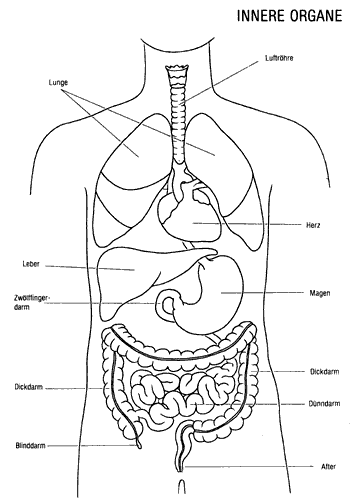 INNERE ORGANE
Luftröhre
Lunge
Herz
Leber
Zwölffinger-
darm
Magen
Dickdarm
Dickdarm
Dünndarm
Blinddarm
After